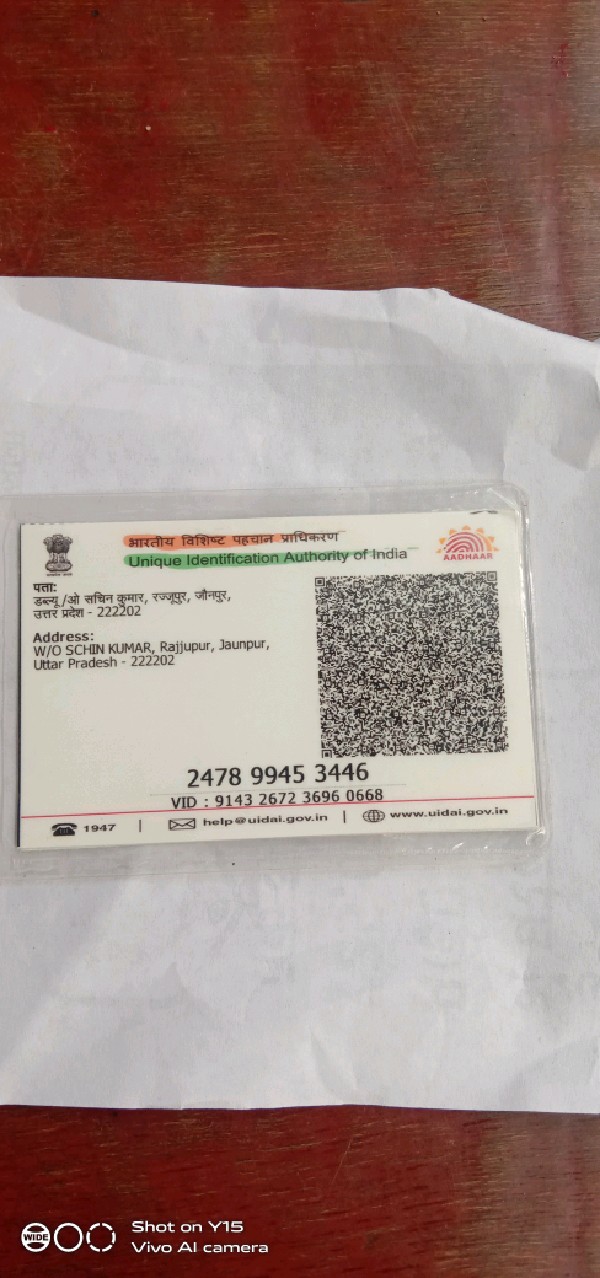 भारतीय विशिष्ट पहचान प्राधिकरण
Unique Identification Authority of India
AADHAAR
पता:
डब्ल्यू/ओ सचिन कुमार, रज्जूपुर, जौनपुर,
उत्तर प्रदेश - 222202
Address:
W/O SCHIN KUMAR, Rajjupur, Jaunpur,
Uttar Pradesh - 222202
2478 9945 3446
VID : 9143 2672 3696 0668
1947 | help@uidai.gov.in | www.uidai.gov.in
WIDE
Shot on Y15
Vivo AI camera